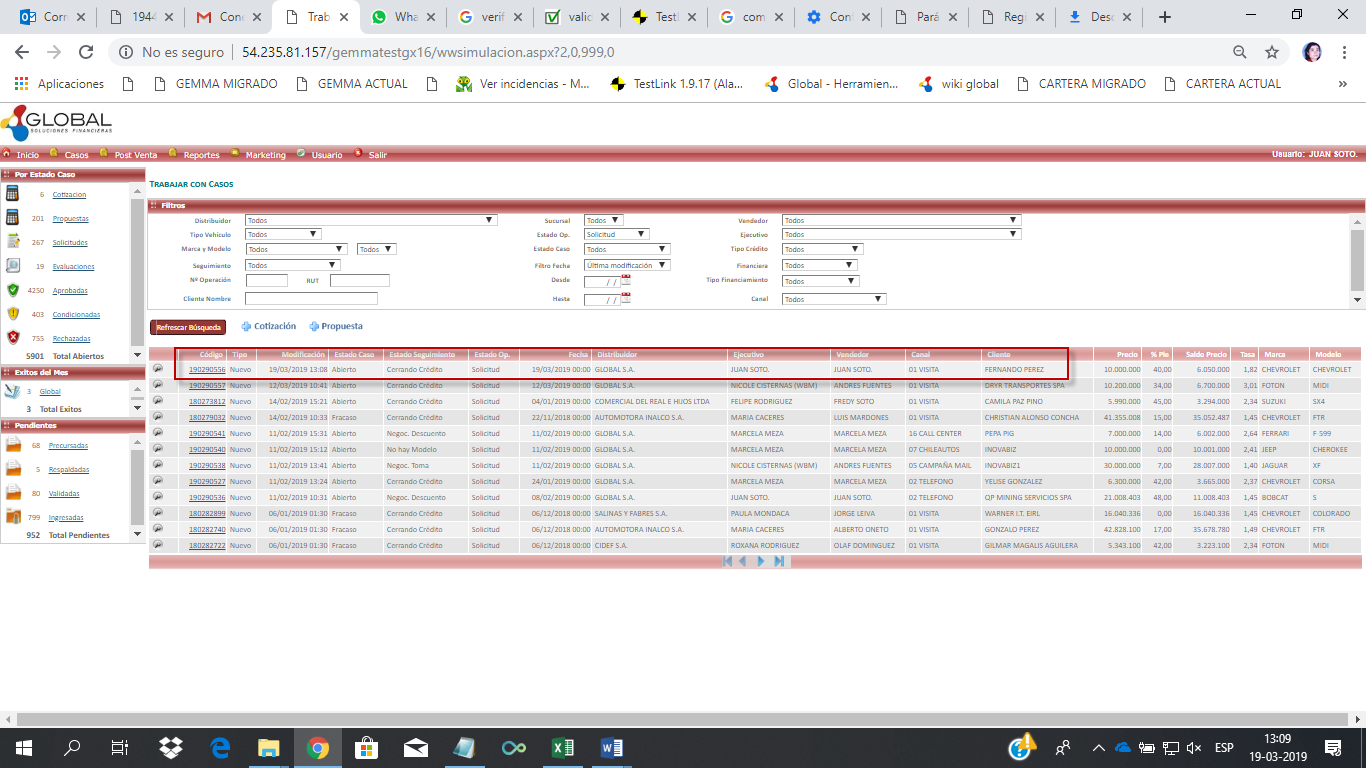 Corr 1944 Con Trab Wha verif valid Testl com Con Pará Regi Desc
No es seguro 54.235.81.157/gemmatestgx16/wwsimulacion.aspx?2,0,999,0
Aplicaciones GEMMA MIGRADO GEMMA ACTUAL Ver incidencias - M... TestLink 1.9.17 (Ala... Global - Herramien... wiki global CARTERA MIGRADO CARTERA ACTUAL »
GLOBAL
SOLUCIONES FINANCIERAS
Inicio Casos Post Venta Reportes Marketing Usuario Salir Usuario: JUAN SOTO.
Por Estado Caso
6 Cotizacion
201 Propuestas
267 Solicitudes
19 Evaluaciones
4250 Aprobadas
403 Condicionadas
755 Rechazadas
5901 Total Abiertos
Exitos del Mes
3 Global
3 Total Exitos
Pendientes
68 Precursadas
5 Respaldadas
80 Validadas
799 Ingresadas
952 Total Pendientes
TRABAJAR CON CASOS
Filtros
Distribuidor Todos Sucursal Todos Vendedor Todos
Tipo Vehículo Todos Estado Op. Solicitud Ejecutivo Todos
Marca y Modelo Todos Todos Estado Caso Todos Tipo Crédito Todos
Seguimiento Todos Filtro Fecha Última modificación Financiera Todos
Nº Operación RUT Desde / / Tipo Financiamiento Todos
Cliente Nombre Hasta / / Canal Todos
Refrescar Búsqueda Cotización Propuesta
Código Tipo Modificación Estado Caso Estado Seguimiento Estado Op. Fecha Distribuidor Ejecutivo Vendedor Canal Cliente Precio % Pie Saldo Precio Tasa Marca Modelo
190290556 Nuevo 19/03/2019 13:08 Abierto Cerrando Crédito Solicitud 19/03/2019 00:00 GLOBAL S.A. JUAN SOTO. JUAN SOTO. 01 VISITA FERNANDO PEREZ 10.000.000 40,00 6.050.000 1,82 CHEVROLET CHEVROLET
190290557 Nuevo 12/03/2019 10:41 Abierto Cerrando Crédito Solicitud 12/03/2019 00:00 GLOBAL S.A. NICOLE CISTERNAS (WBM) ANDRES FUENTES 01 VISITA DRYR TRANSPORTES SPA 10.200.000 34,00 6.700.000 3,01 FOTON MIDI
180273812 Nuevo 14/02/2019 15:21 Abierto Cerrando Crédito Solicitud 04/01/2019 00:00 COMERCIAL DEL REAL E HIJOS LTDA FELIPE RODRIGUEZ FREDY SOTO 01 VISITA CAMILA PAZ PINO 5.990.000 45,00 3.294.000 2,34 SUZUKI SX4
180279032 Nuevo 14/02/2019 10:33 Fracaso Cerrando Crédito Solicitud 22/11/2018 00:00 AUTOMOTORA INALCO S.A. MARIA CACERES LUIS MARDONES 01 VISITA CHRISTIAN ALONSO CONCHA 41.355.008 15,00 35.052.487 1,45 CHEVROLET FTR
190290541 Nuevo 11/02/2019 15:31 Abierto Negoc. Descuento Solicitud 11/02/2019 00:00 GLOBAL S.A. MARCELA MEZA MARCELA MEZA 16 CALL CENTER PEPA PIG 7.000.000 14,00 6.002.000 2,64 FERRARI F 599
190290540 Nuevo 11/02/2019 15:12 Abierto No hay Modelo Solicitud 11/02/2019 00:00 GLOBAL S.A. MARCELA MEZA MARCELA MEZA 07 CHILEAUTOS INOVABIZ 10.000.000 0,00 10.001.000 2,41 JEEP CHEROKEE
190290538 Nuevo 11/02/2019 13:41 Abierto Negoc. Toma Solicitud 11/02/2019 00:00 GLOBAL S.A. NICOLE CISTERNAS (WBM) ANDRES FUENTES 05 CAMPAÑA MAIL INOVABIZ1 30.000.000 7,00 28.007.000 1,40 JAGUAR XF
190290527 Nuevo 11/02/2019 13:24 Abierto Cerrando Crédito Solicitud 24/01/2019 00:00 GLOBAL S.A. MARCELA MEZA MARCELA MEZA 02 TELEFONO YELISE GONZALEZ 6.300.000 42,00 3.665.000 2,37 CHEVROLET CORSA
190290536 Nuevo 11/02/2019 10:31 Abierto Negoc. Descuento Solicitud 08/02/2019 00:00 GLOBAL S.A. JUAN SOTO. JUAN SOTO. 02 TELEFONO QP MINING SERVICIOS SPA 21.008.403 48,00 11.008.403 1,45 BOBCAT S
180282899 Nuevo 06/01/2019 01:30 Fracaso Cerrando Crédito Solicitud 06/12/2018 00:00 SALINAS Y FABRES S.A. PAULA MONDACA JORGE LEIVA 01 VISITA WARNER I.T. EIRL 16.040.336 0,00 16.040.336 1,45 CHEVROLET COLORADO
180282740 Nuevo 06/01/2019 01:30 Fracaso Cerrando Crédito Solicitud 06/12/2018 00:00 AUTOMOTORA INALCO S.A. MARIA CACERES ALBERTO ONETO 01 VISITA GONZALO PEREZ 42.828.100 17,00 35.678.780 1,49 CHEVROLET FTR
180282722 Nuevo 06/01/2019 01:30 Fracaso Cerrando Crédito Solicitud 06/12/2018 00:00 CIDEF S.A. ROXANA RODRIGUEZ OLAF DOMINGUEZ 01 VISITA GILMAR MAGALIS AGUILERA 5.343.100 42,00 3.223.100 2,34 FOTON MIDI
ESP 13:09
19-03-2019